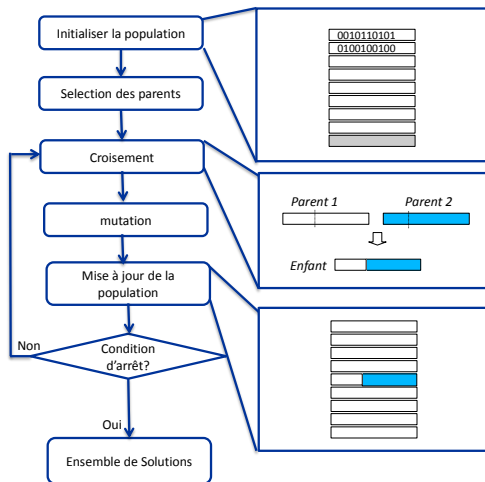 Initialiser la population
0010110101
0100100100
Selection des parents
Croisement
Parent 1
Parent 2
Enfant
mutation
Mise à jour de la
population
Non
Condition
d'arrêt?
Oui
Ensemble de Solutions